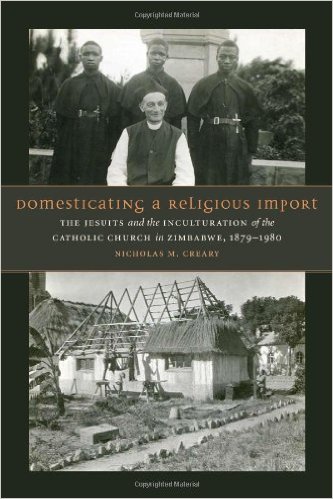 DOMESTICATING A RELIGIOUS IMPORT
THE JESUITS and the INCULTURATION of the
CATHOLIC CHURCH in ZIMBABWE, 1879–1980
NICHOLAS M. CREARY